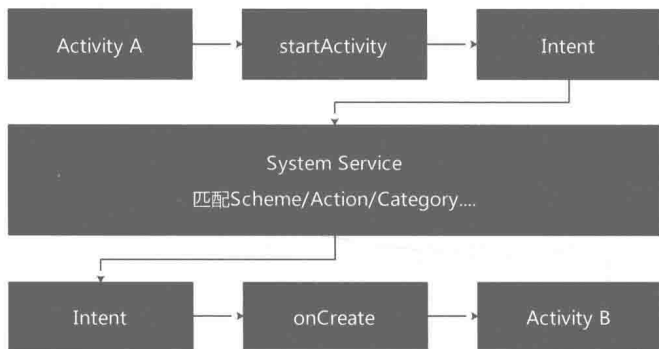 Activity A
startActivity
Intent
System Service
匹配Scheme/Action/Category....
Intent
onCreate
Activity B